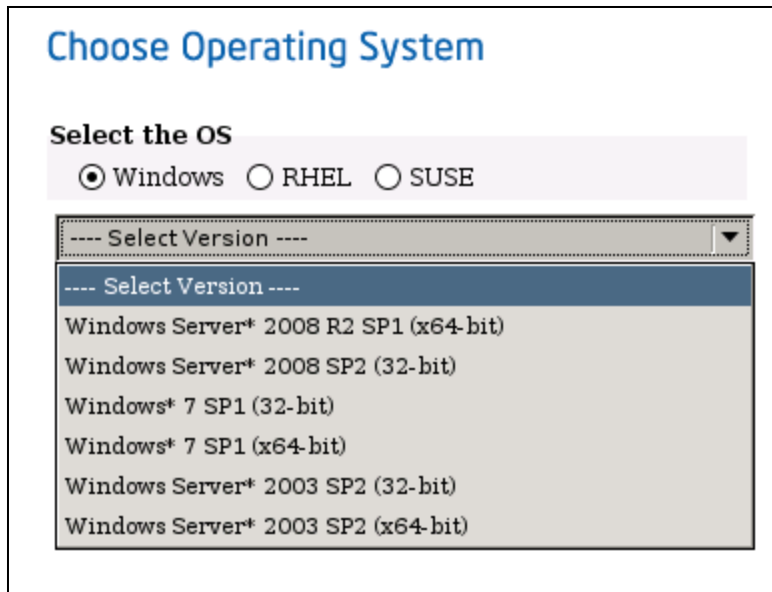 Choose Operating System
Select the OS
Windows RHEL SUSE
---- Select Version ----
---- Select Version ----
Windows Server* 2008 R2 SP1 (x64-bit)
Windows Server* 2008 SP2 (32-bit)
Windows* 7 SP1 (32-bit)
Windows* 7 SP1 (x64-bit)
Windows Server* 2003 SP2 (32-bit)
Windows Server* 2003 SP2 (x64-bit)